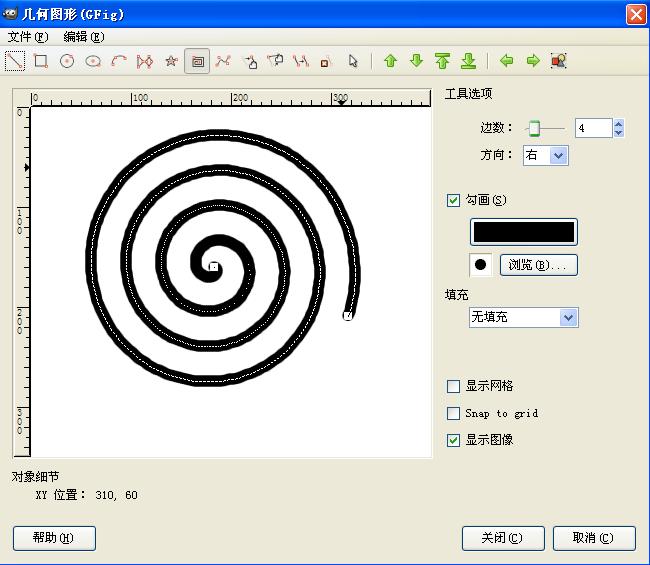 几何图形(GFig)
文件(F) 编辑(E)
0 100 200 300
0
100
200
300
工具选项
边数： 4
方向： 右
勾画(S)
浏览(B)...
填充
无填充
显示网格
Snap to grid
显示图像
对象细节
XY 位置： 310, 60
帮助(H) 关闭(C) 取消(C)